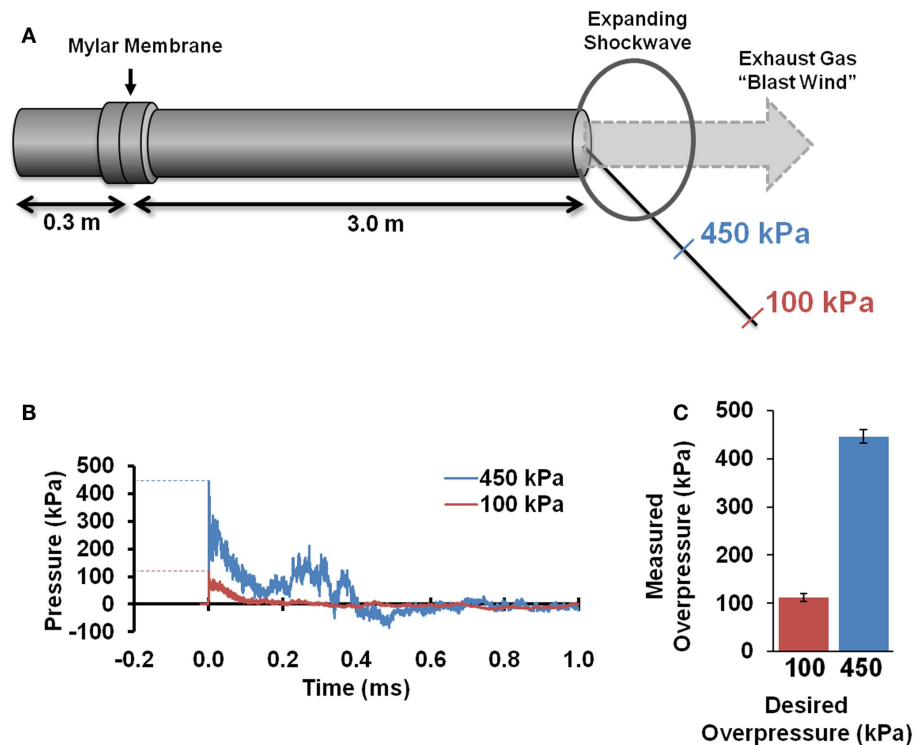 A
Mylar Membrane
Expanding
Shockwave
Exhaust Gas
“Blast Wind”
0.3 m
3.0 m
450 kPa
100 kPa
B
Pressure (kPa)
500
400
300
200
100
0
-100
450 kPa
100 kPa
-0.2
0.0
0.2
0.4
0.6
0.8
1.0
Time (ms)
C
Measured
Overpressure (kPa)
500
400
300
200
100
0
100
450
Desired
Overpressure (kPa)